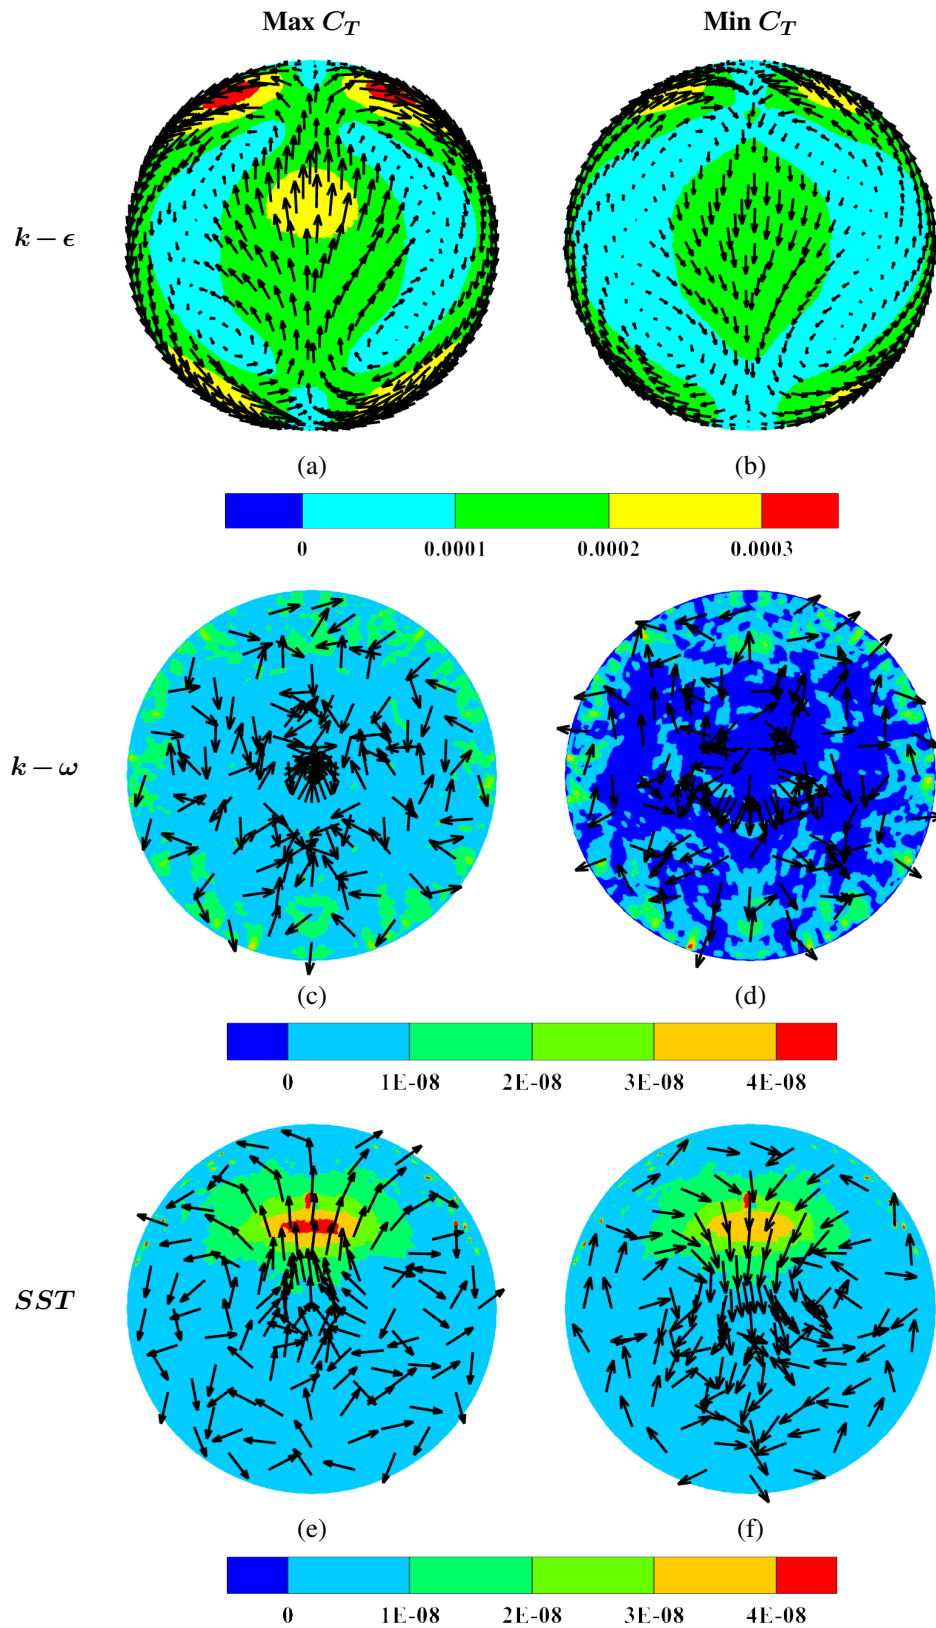 Max C_T Min C_T
k − ϵ
(a) (b)
0 0.0001 0.0002 0.0003
k − ω
(c) (d)
0 1E-08 2E-08 3E-08 4E-08
SST
(e) (f)
0 1E-08 2E-08 3E-08 4E-08